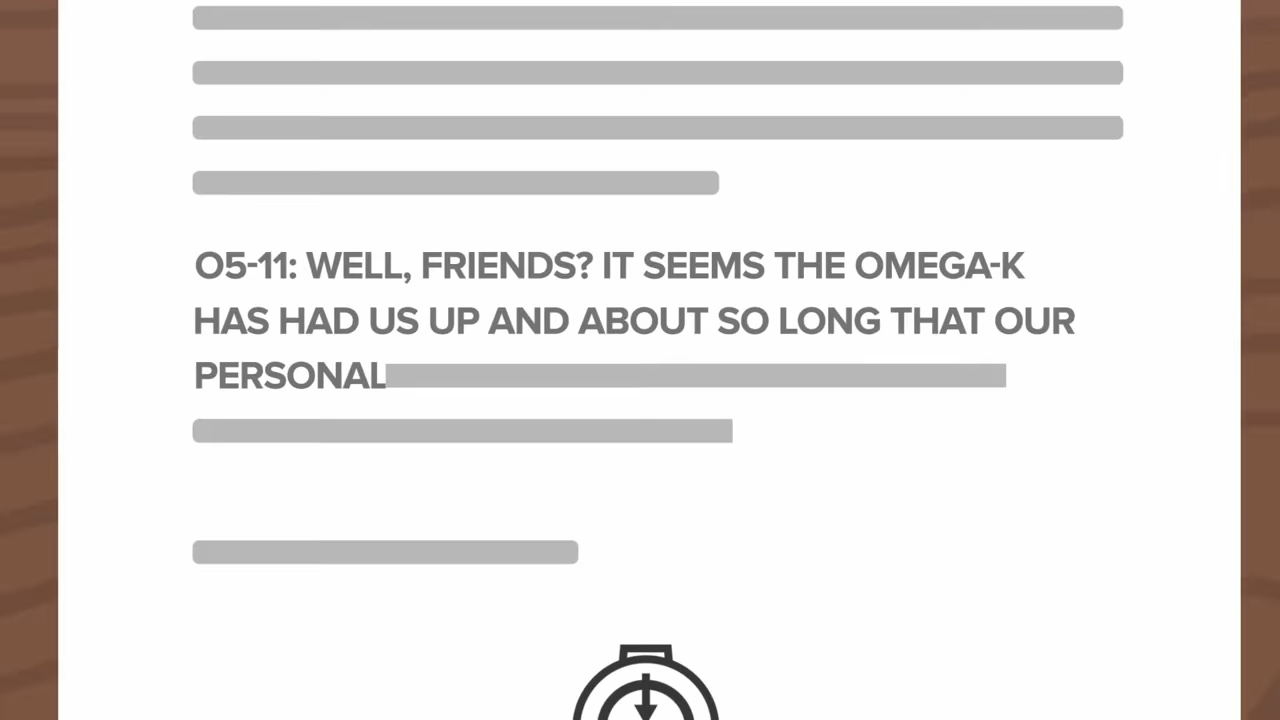 O5-11: WELL, FRIENDS? IT SEEMS THE OMEGA-K
HAS HAD US UP AND ABOUT SO LONG THAT OUR
PERSONAL